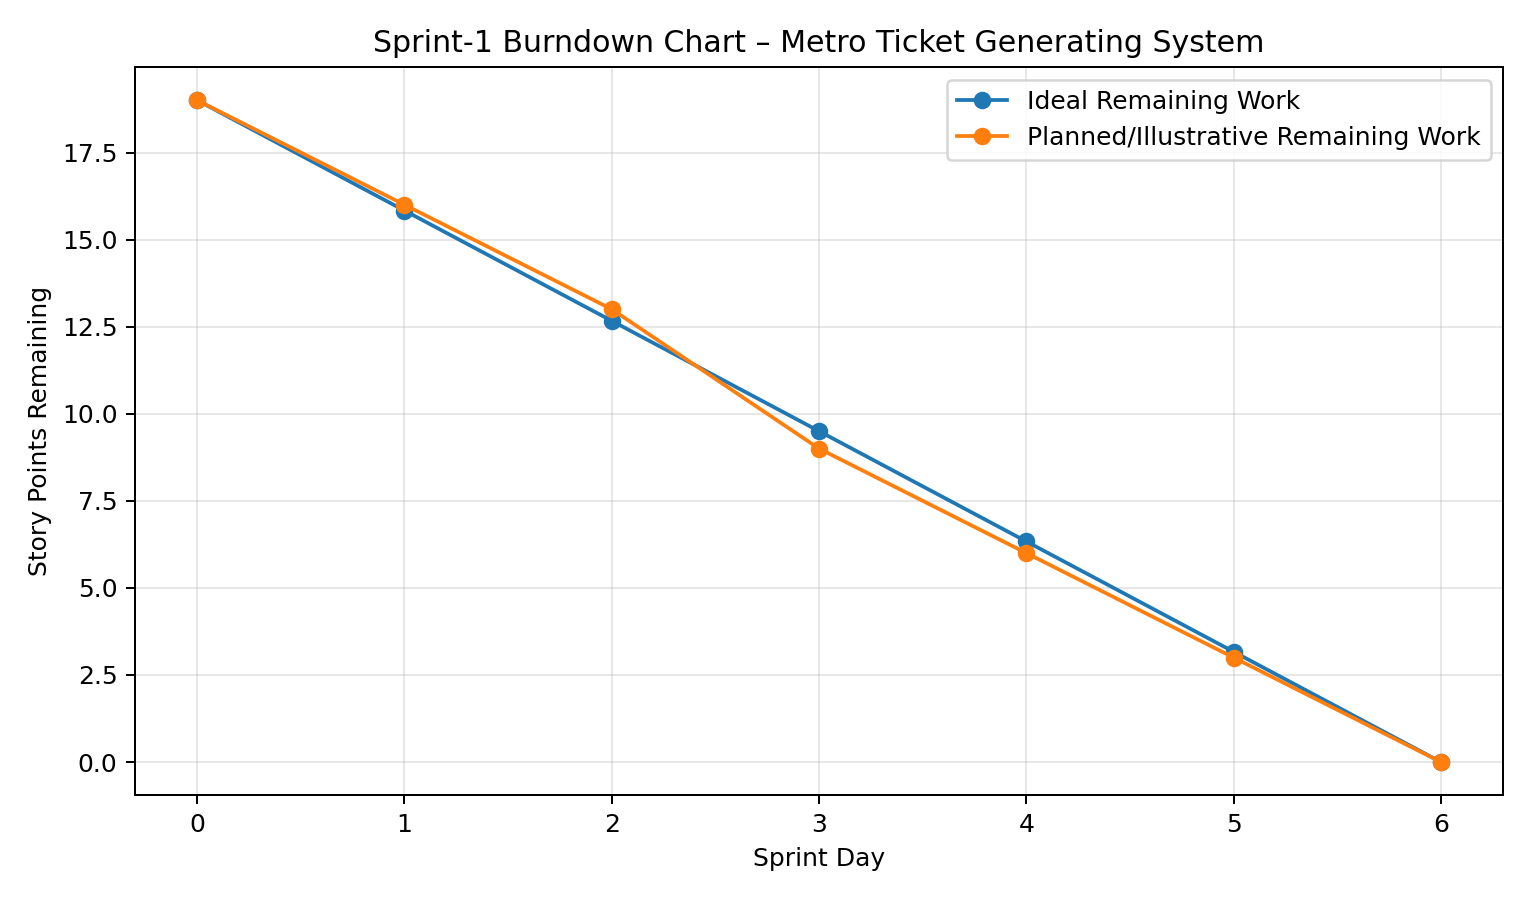 Sprint-1 Burndown Chart – Metro Ticket Generating System
Ideal Remaining Work
Planned/Illustrative Remaining Work
Story Points Remaining
17.5
15.0
12.5
10.0
7.5
5.0
2.5
0.0
0 1 2 3 4 5 6
Sprint Day